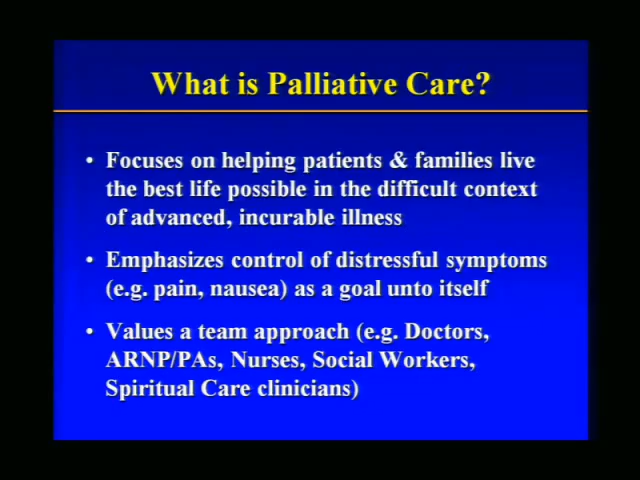 What is Palliative Care?
• Focuses on helping patients & families live
the best life possible in the difficult context
of advanced, incurable illness
• Emphasizes control of distressful symptoms
(e.g. pain, nausea) as a goal unto itself
• Values a team approach (e.g. Doctors,
ARNP/PAs, Nurses, Social Workers,
Spiritual Care clinicians)